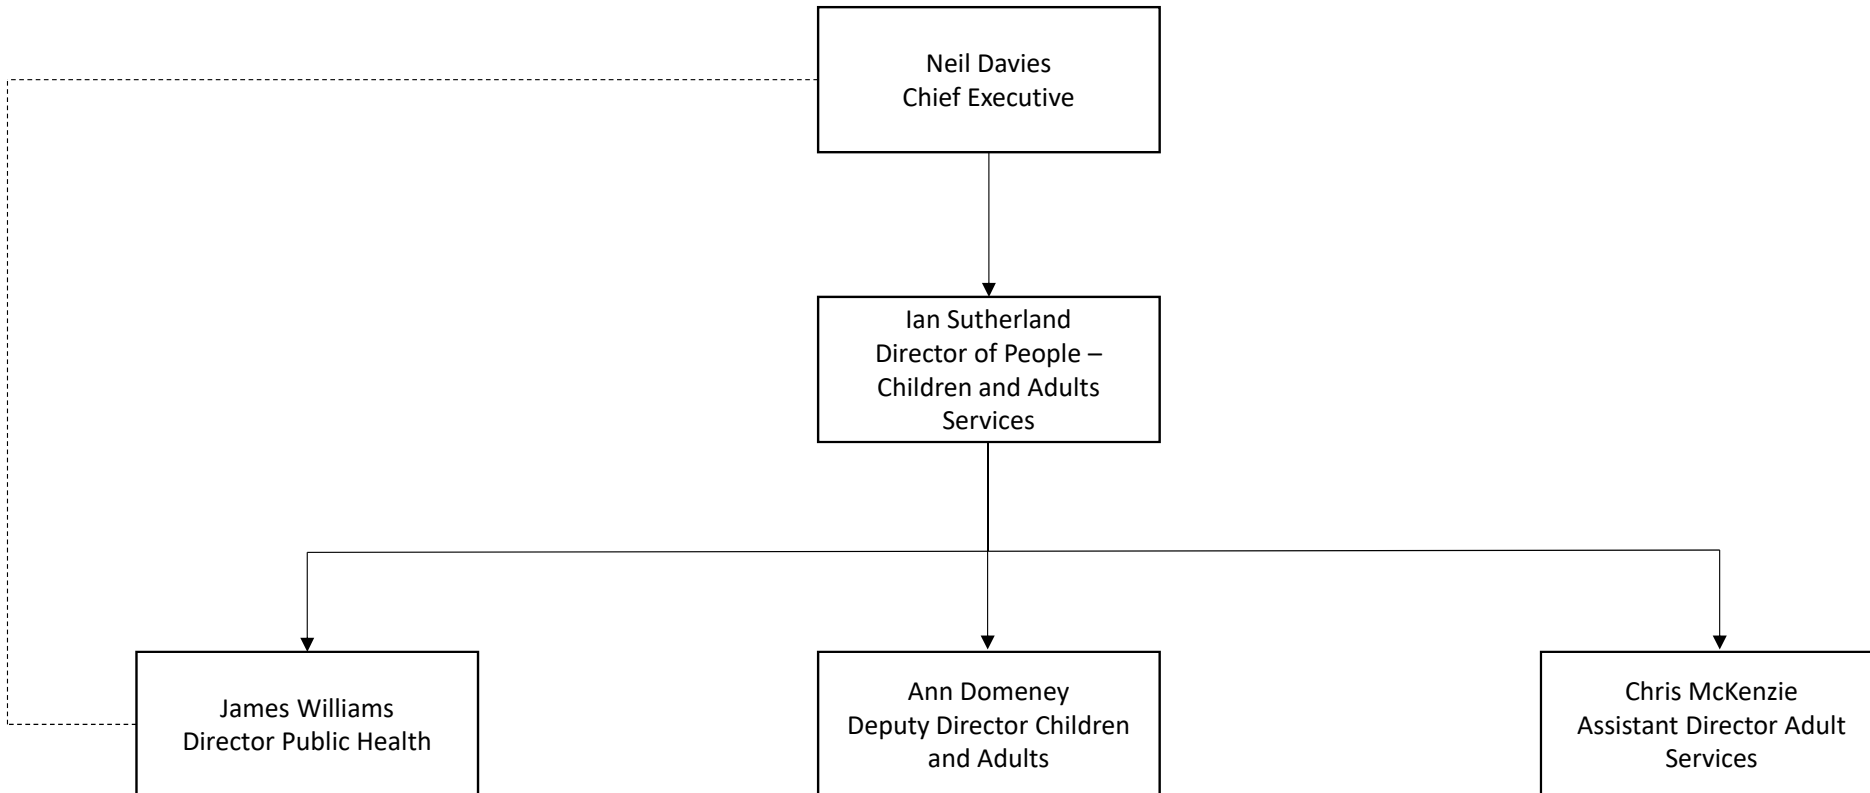 Neil Davies
Chief Executive
Ian Sutherland
Director of People –
Children and Adults
Services
James Williams
Director Public Health
Ann Domeney
Deputy Director Children
and Adults
Chris McKenzie
Assistant Director Adult
Services